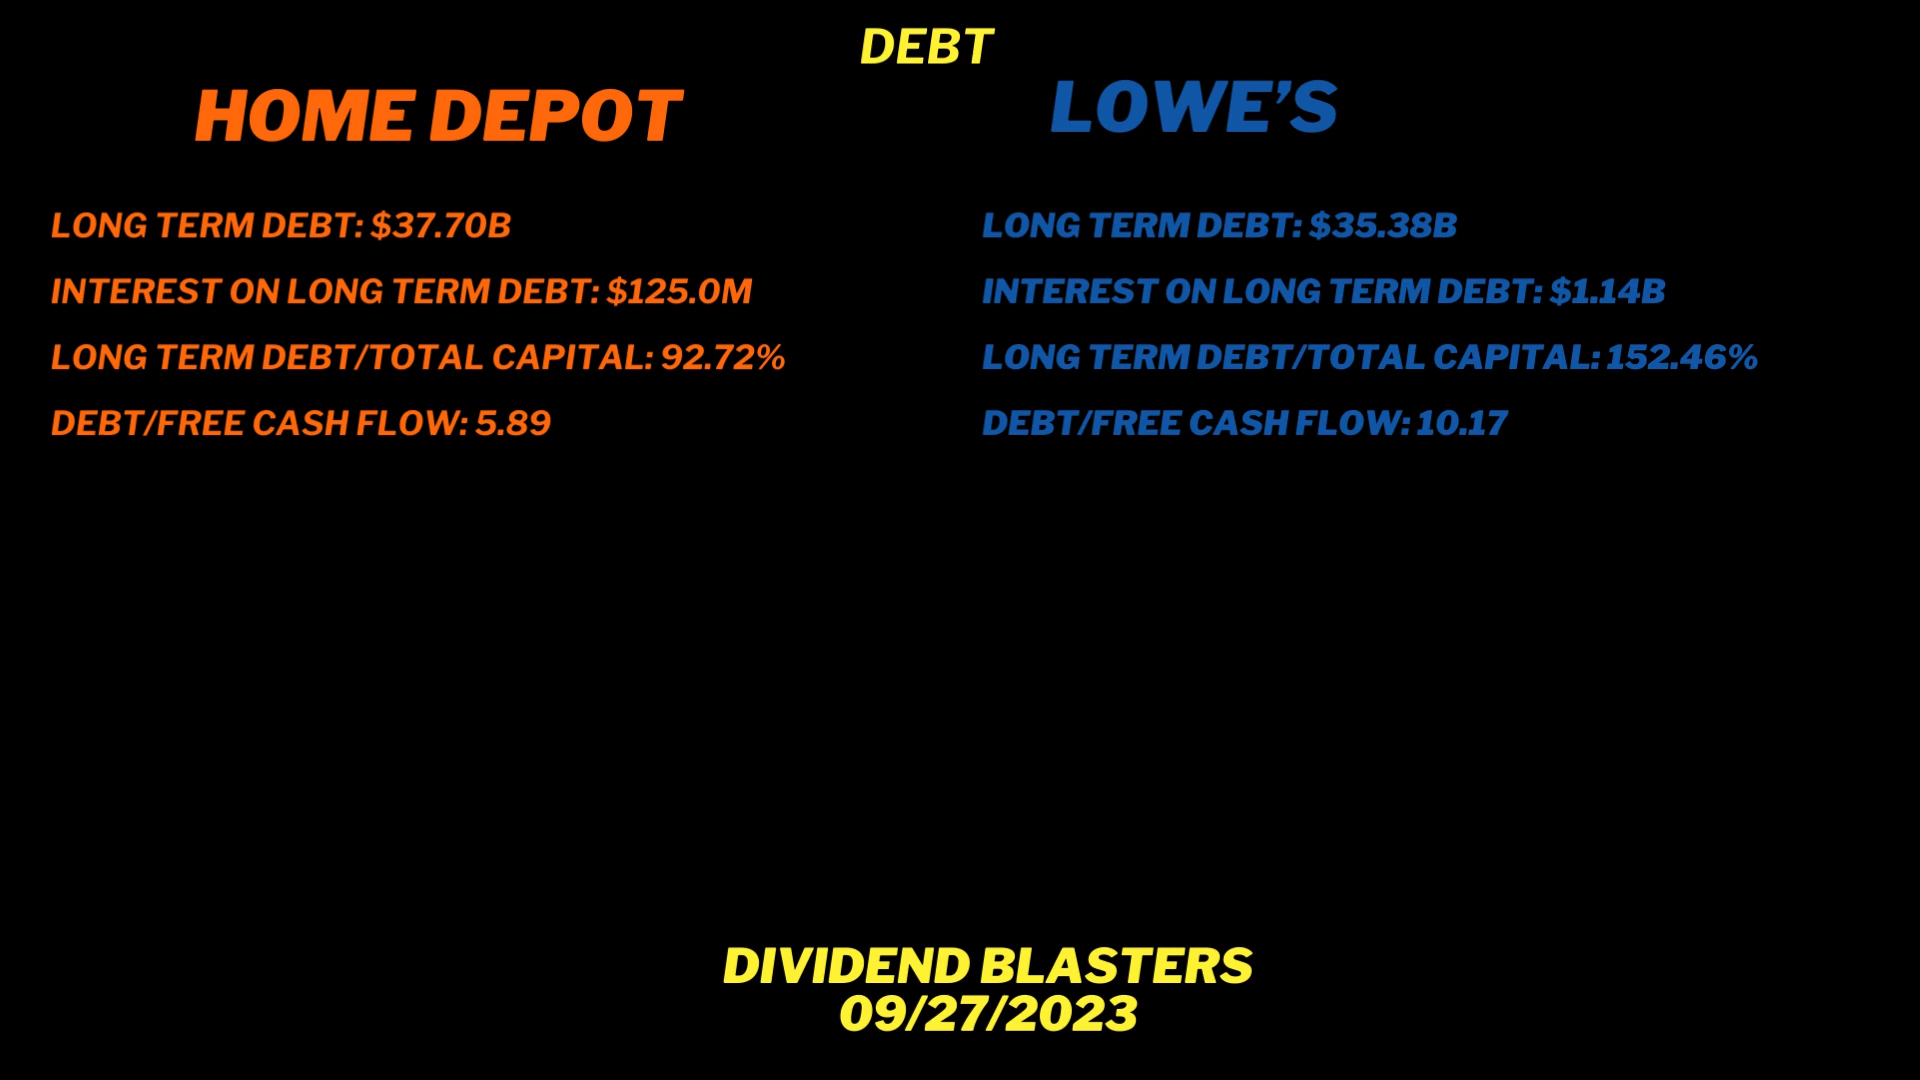 DEBT
HOME DEPOT
LONG TERM DEBT: $37.70B
INTEREST ON LONG TERM DEBT: $125.0M
LONG TERM DEBT/TOTAL CAPITAL: 92.72%
DEBT/FREE CASH FLOW: 5.89
LOWE’S
LONG TERM DEBT: $35.38B
INTEREST ON LONG TERM DEBT: $1.14B
LONG TERM DEBT/TOTAL CAPITAL: 152.46%
DEBT/FREE CASH FLOW: 10.17
DIVIDEND BLASTERS
09/27/2023